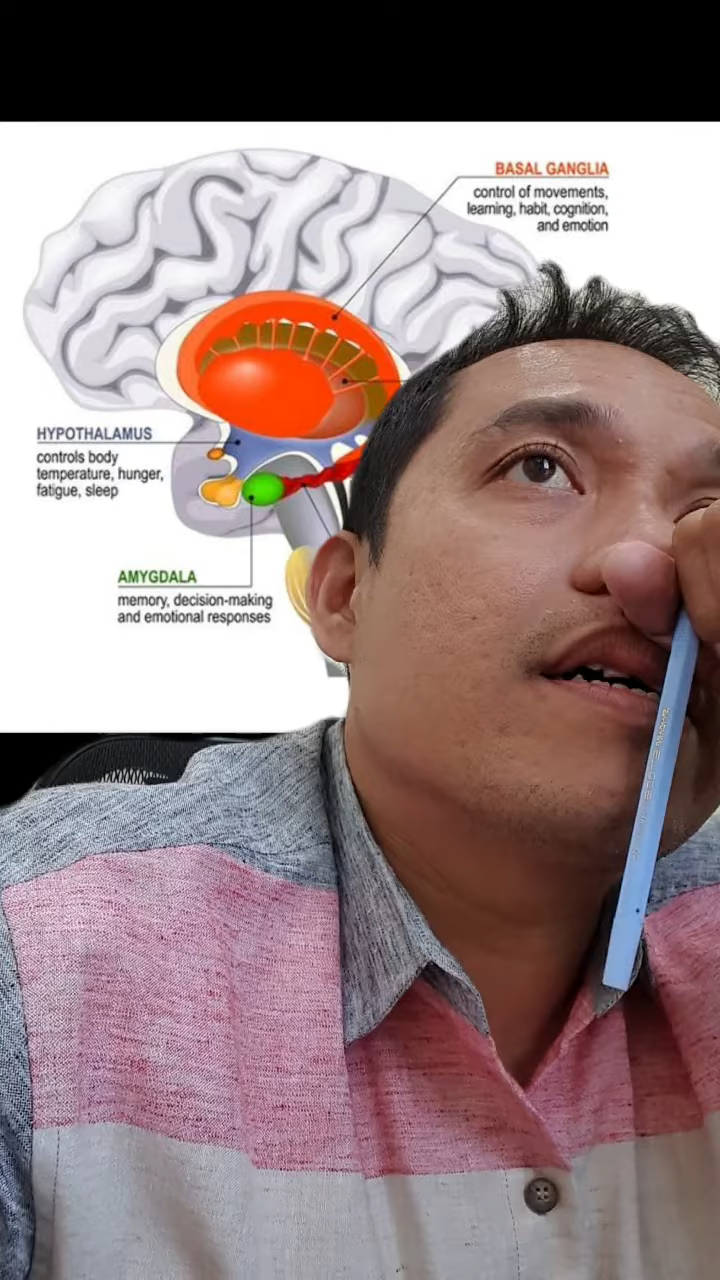 BASAL GANGLIA
control of movements,
learning, habit, cognition,
and emotion
HYPOTHALAMUS
controls body
temperature, hunger,
fatigue, sleep
AMYGDALA
memory, decision-making
and emotional responses